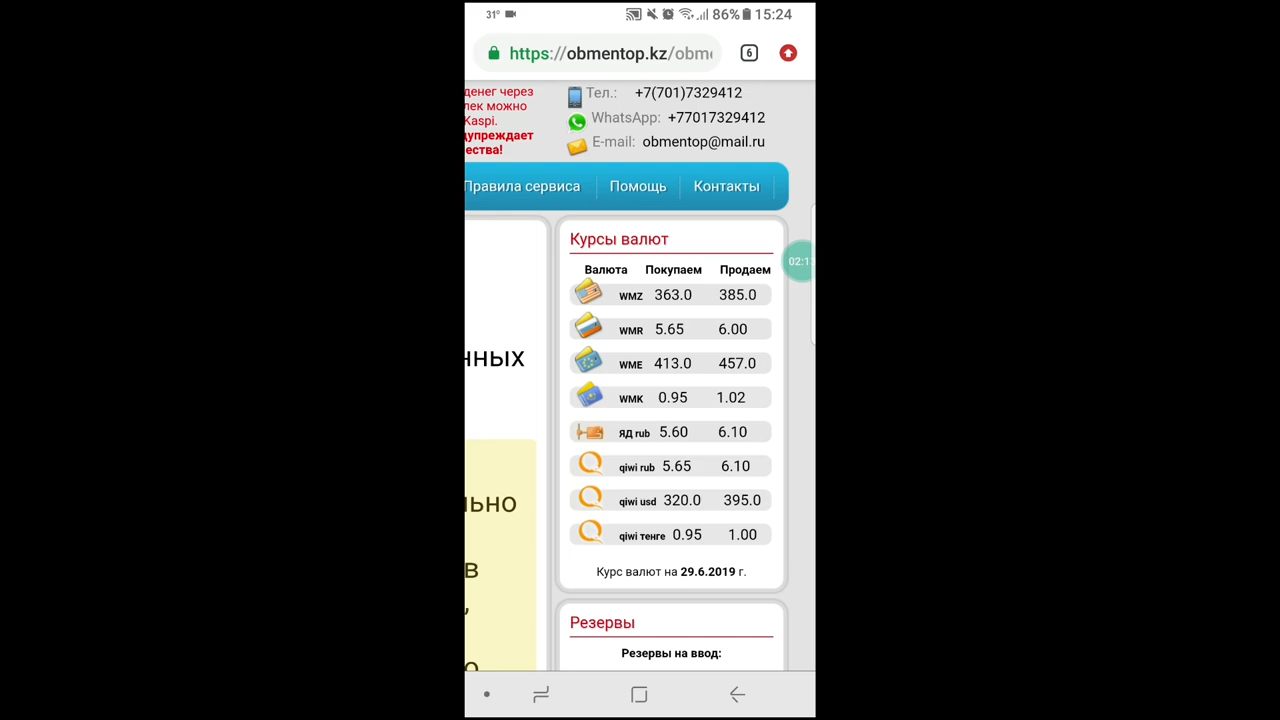 31° 86% 15:24
https://obmentop.kz/obme 6
денег через
лек можно
Kaspi.
дупреждает
ества!
Тел.: +7(701)7329412
WhatsApp: +77017329412
E-mail: obmentop@mail.ru
Правила сервиса Помощь Контакты
нных
льно
в
,
Курсы валют
Валюта Покупаем Продаем
WMZ 363.0 385.0
WMR 5.65 6.00
WME 413.0 457.0
WMK 0.95 1.02
ЯД rub 5.60 6.10
qiwi rub 5.65 6.10
qiwi usd 320.0 395.0
qiwi тенге 0.95 1.00
Курс валют на 29.6.2019 г.
Резервы
Резервы на ввод: